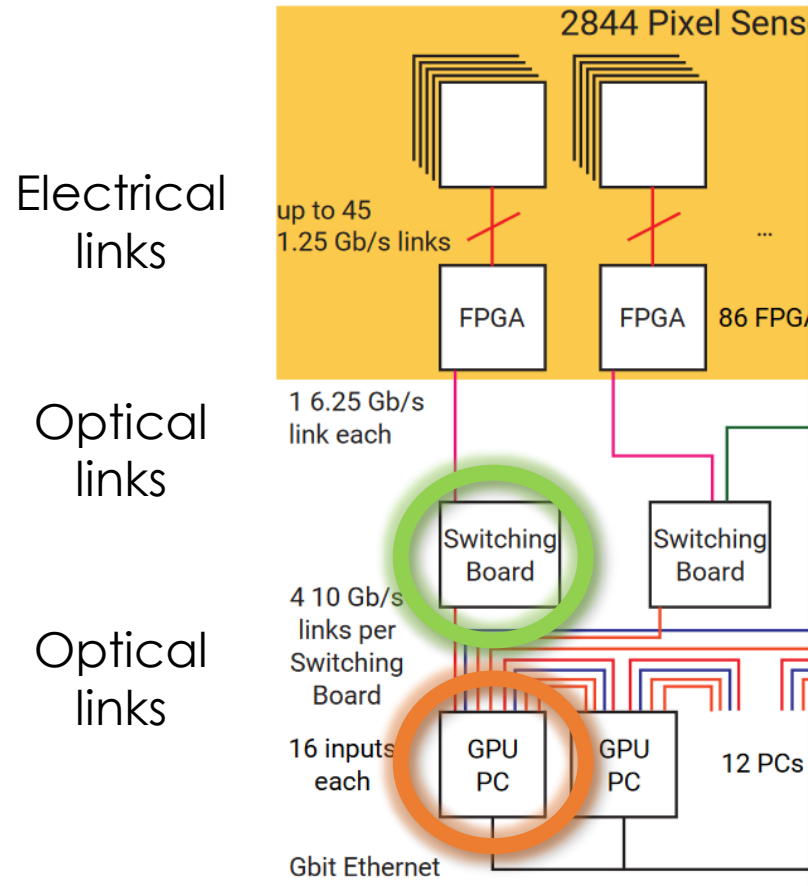 2844 Pixel Sens
Electrical
links
up to 45
1.25 Gb/s links
...
FPGA
FPGA
86 FPGA
Optical
links
1 6.25 Gb/s
link each
Switching
Board
Switching
Board
4 10 Gb/s
links per
Switching
Board
Optical
links
16 inputs
each
GPU
PC
GPU
PC
12 PCs
Gbit Ethernet